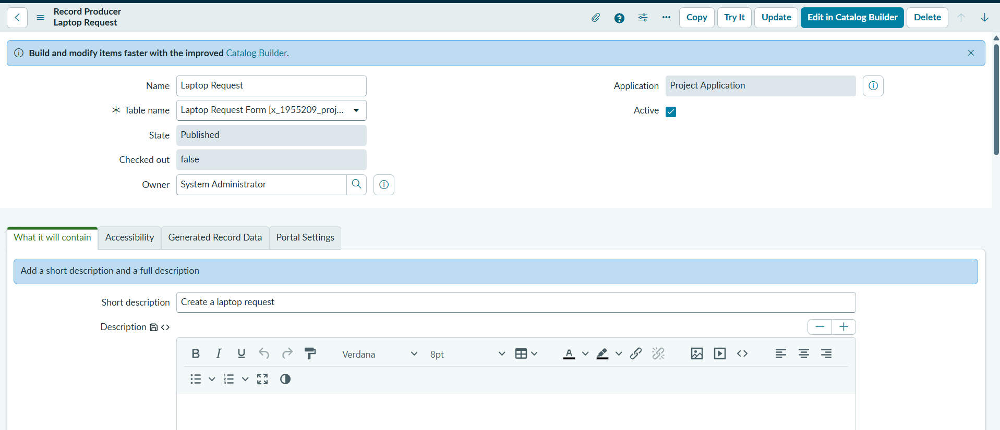 Record Producer
Laptop Request
Copy
Try It
Update
Edit in Catalog Builder
Delete
Build and modify items faster with the improved Catalog Builder.
Name
Laptop Request
Application
Project Application
Table name
Laptop Request Form [x_1955209_proj...
Active
State
Published
Checked out
false
Owner
System Administrator
What it will contain
Accessibility
Generated Record Data
Portal Settings
Add a short description and a full description
Short description
Create a laptop request
Description
Verdana
8pt